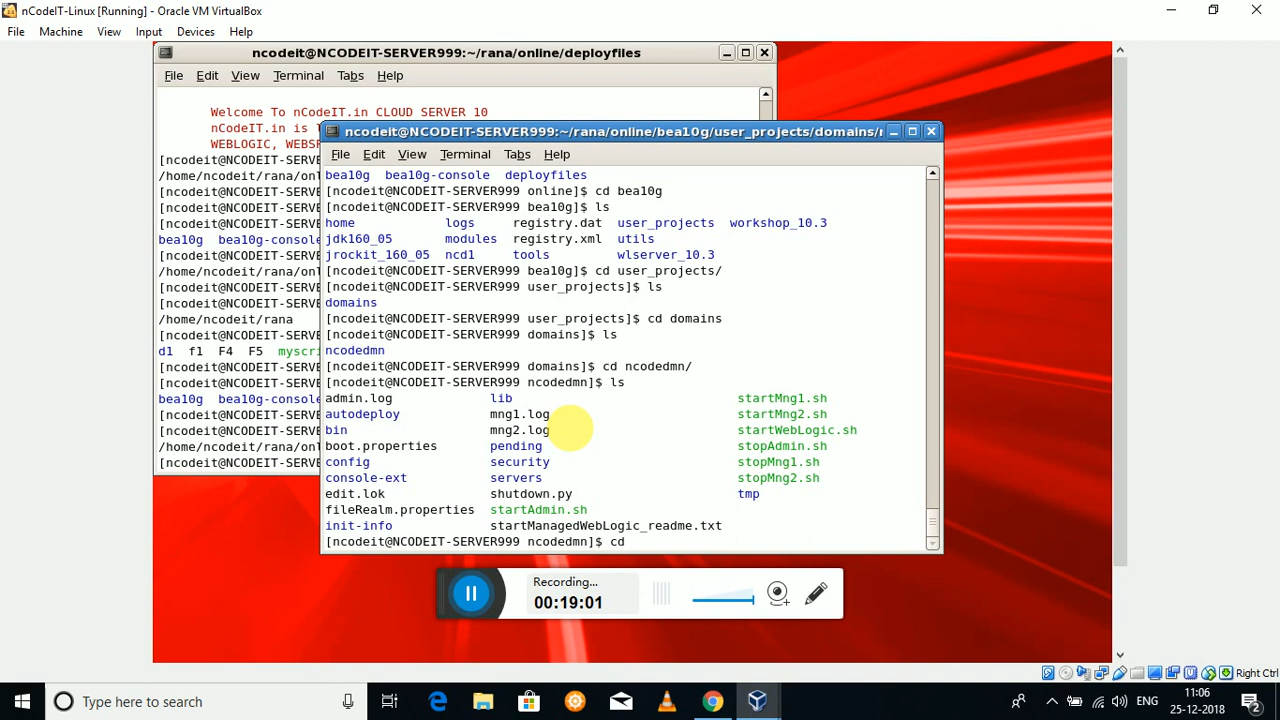 nCodeIT-Linux [Running] - Oracle VM VirtualBox
File Machine View Input Devices Help
ncodeit@NCODEIT-SERVER999:~/rana/online/deployfiles
File Edit View Terminal Tabs Help
Welcome To nCodeIT.in CLOUD SERVER 10
nCodeIT.in is
WEBLOGIC, WEBSP
[ncodeit@NCODEIT-SERVE
/home/ncodeit/rana/onl
[ncodeit@NCODEIT-SERVE
[ncodeit@NCODEIT-SERVE
[ncodeit@NCODEIT-SERVE
bea10g bea10g-console
[ncodeit@NCODEIT-SERVE
/home/ncodeit/rana/onl
[ncodeit@NCODEIT-SERVE
[ncodeit@NCODEIT-SERVE
/home/ncodeit/rana
[ncodeit@NCODEIT-SERVE
d1 f1 F4 F5 myscri
[ncodeit@NCODEIT-SERVE
[ncodeit@NCODEIT-SERVE
bea10g bea10g-console
[ncodeit@NCODEIT-SERVE
[ncodeit@NCODEIT-SERVE
/home/ncodeit/rana/onl
[ncodeit@NCODEIT-SERVE
ncodeit@NCODEIT-SERVER999:~/rana/online/bea10g/user_projects/domains/
File Edit View Terminal Tabs Help
bea10g bea10g-console deployfiles
[ncodeit@NCODEIT-SERVER999 online]$ cd bea10g
[ncodeit@NCODEIT-SERVER999 bea10g]$ ls
home logs registry.dat user_projects workshop_10.3
jdk160_05 modules registry.xml utils
jrockit_160_05 ncd1 tools wlserver_10.3
[ncodeit@NCODEIT-SERVER999 bea10g]$ cd user_projects/
[ncodeit@NCODEIT-SERVER999 user_projects]$ ls
domains
[ncodeit@NCODEIT-SERVER999 user_projects]$ cd domains
[ncodeit@NCODEIT-SERVER999 domains]$ ls
ncodedmn
[ncodeit@NCODEIT-SERVER999 domains]$ cd ncodedmn/
[ncodeit@NCODEIT-SERVER999 ncodedmn]$ ls
admin.log lib startMng1.sh
autodeploy mng1.log startMng2.sh
bin mng2.log startWebLogic.sh
boot.properties pending stopAdmin.sh
config security stopMng1.sh
console-ext servers stopMng2.sh
edit.lok shutdown.py tmp
fileRealm.properties startAdmin.sh
init-info startManagedWebLogic_readme.txt
[ncodeit@NCODEIT-SERVER999 ncodedmn]$ cd
Recording...
00:19:01
Right Ctrl
Type here to search
ENG
11:06
25-12-2018
2